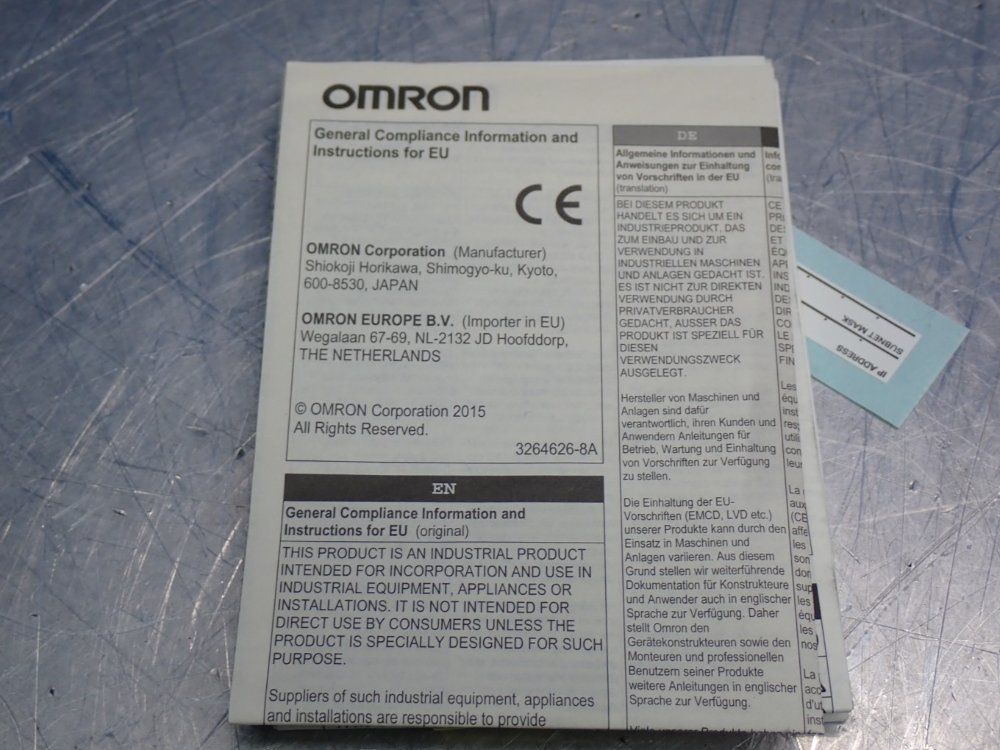 OMRON
General Compliance Information and
Instructions for EU
CE
OMRON Corporation (Manufacturer)
Shiokoji Horikawa, Shimogyo-ku, Kyoto,
600-8530, JAPAN
OMRON EUROPE B.V. (Importer in EU)
Wegalaan 67-69, NL-2132 JD Hoofddorp,
THE NETHERLANDS
© OMRON Corporation 2015
All Rights Reserved.
3264626-8A
EN
General Compliance Information and
Instructions for EU (original)
THIS PRODUCT IS AN INDUSTRIAL PRODUCT
INTENDED FOR INCORPORATION AND USE IN
INDUSTRIAL EQUIPMENT, APPLIANCES OR
INSTALLATIONS. IT IS NOT INTENDED FOR
DIRECT USE BY CONSUMERS UNLESS THE
PRODUCT IS SPECIALLY DESIGNED FOR SUCH
PURPOSE.
Suppliers of such industrial equipment, appliances
and installations are responsible to provide
DE
Allgemeine Informationen und
Anweisungen zur Einhaltung
von Vorschriften in der EU
(translation)
BEI DIESEM PRODUKT
HANDELT ES SICH UM EIN
INDUSTRIEPRODUKT, DAS
ZUM EINBAU UND ZUR
VERWENDUNG IN
INDUSTRIELLEN MASCHINEN
UND ANLAGEN GEDACHT IST.
ES IST NICHT ZUR DIREKTEN
VERWENDUNG DURCH
PRIVATVERBRAUCHER
GEDACHT, AUSSER DAS
PRODUKT IST SPEZIELL FÜR
DIESEN
VERWENDUNGSZWECK
AUSGELEGT.
Hersteller von Maschinen und
Anlagen sind dafür
verantwortlich, ihren Kunden und
Anwendern Anleitungen für
Betrieb, Wartung und Einhaltung
von Vorschriften zur Verfügung
zu stellen.
Die Einhaltung der EU-
Vorschriften (EMCD, LVD etc.)
unserer Produkte kann durch den
Einsatz in Maschinen und
Anlagen variieren. Aus diesem
Grund stellen wir weiterführende
Dokumentation für Konstrukteure
und Anwender auch in englischer
Sprache zur Verfügung. Daher
stellt Omron den
Gerätekonstrukteuren sowie den
Monteuren und professionellen
Benutzern seiner Produkte
weitere Anleitungen in englischer
Sprache zur Verfügung.
IP ADDRESS
SUBNET MASK